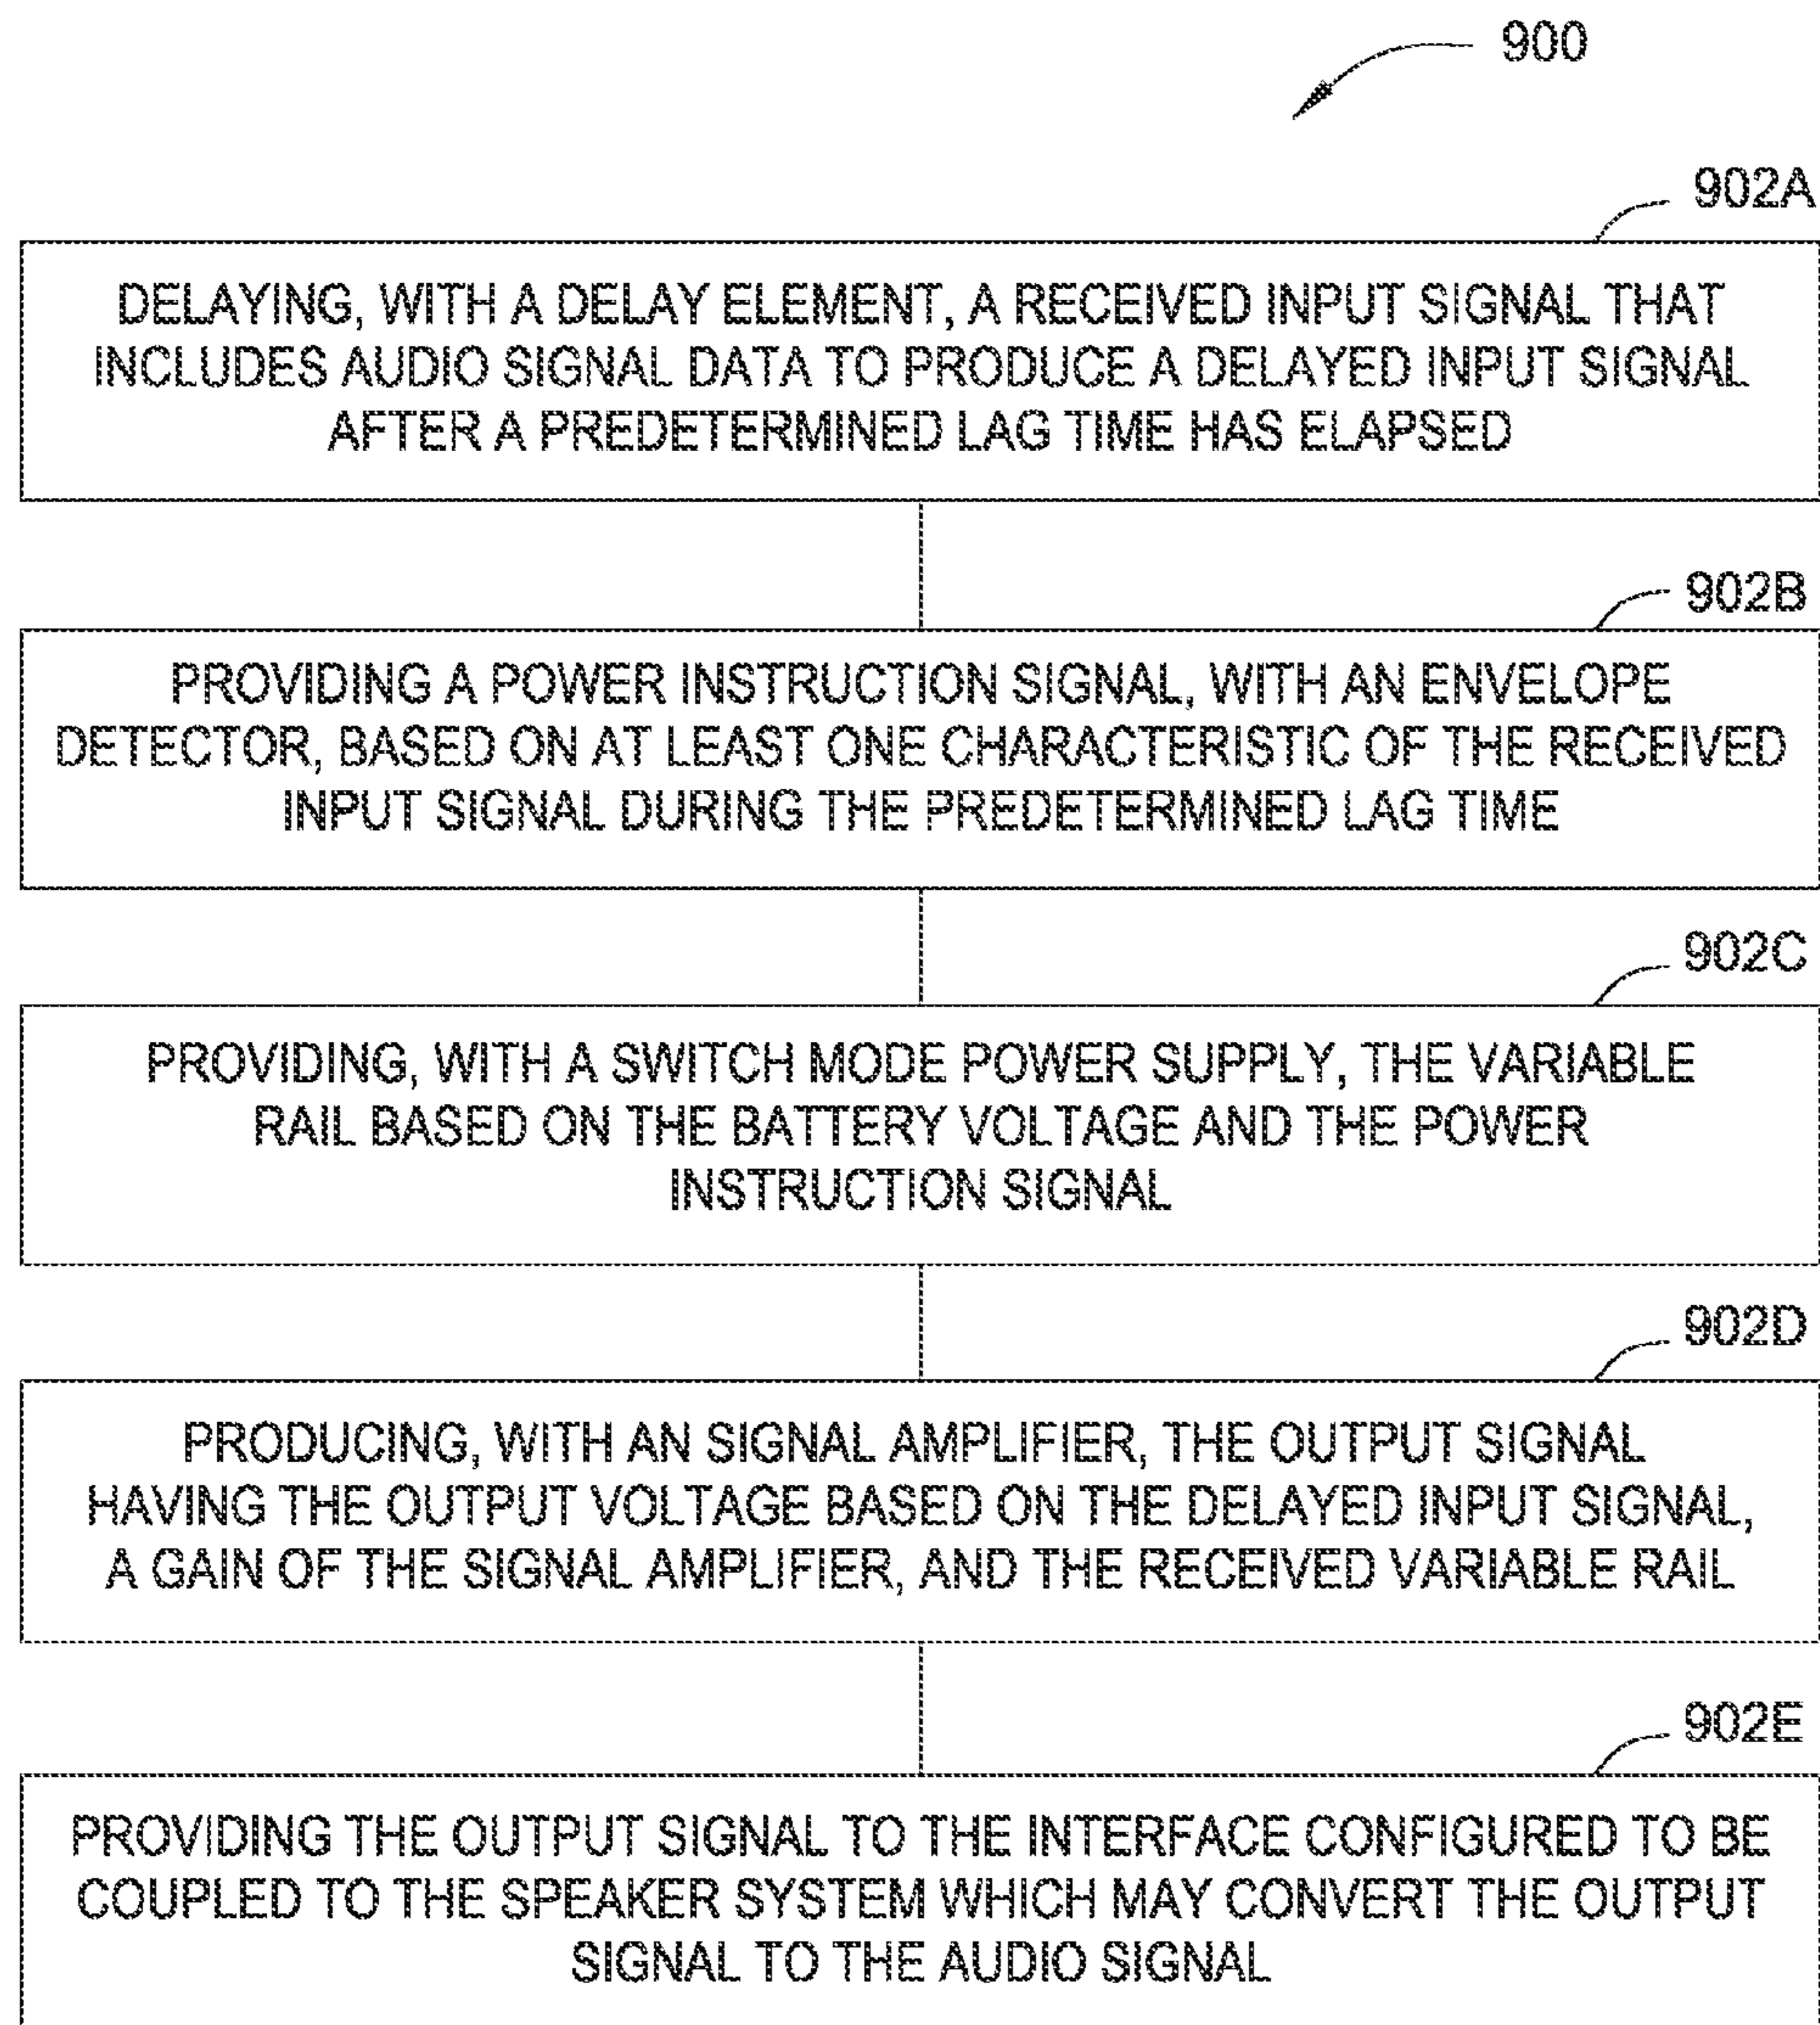 900
902A
DELAYING, WITH A DELAY ELEMENT, A RECEIVED INPUT SIGNAL THAT
INCLUDES AUDIO SIGNAL DATA TO PRODUCE A DELAYED INPUT SIGNAL
AFTER A PREDETERMINED LAG TIME HAS ELAPSED
902B
PROVIDING A POWER INSTRUCTION SIGNAL, WITH AN ENVELOPE
DETECTOR, BASED ON AT LEAST ONE CHARACTERISTIC OF THE RECEIVED
INPUT SIGNAL DURING THE PREDETERMINED LAG TIME
902C
PROVIDING, WITH A SWITCH MODE POWER SUPPLY, THE VARIABLE
RAIL BASED ON THE BATTERY VOLTAGE AND THE POWER
INSTRUCTION SIGNAL
902D
PRODUCING, WITH AN SIGNAL AMPLIFIER, THE OUTPUT SIGNAL
HAVING THE OUTPUT VOLTAGE BASED ON THE DELAYED INPUT SIGNAL,
A GAIN OF THE SIGNAL AMPLIFIER, AND THE RECEIVED VARIABLE RAIL
902E
PROVIDING THE OUTPUT SIGNAL TO THE INTERFACE CONFIGURED TO BE
COUPLED TO THE SPEAKER SYSTEM WHICH MAY CONVERT THE OUTPUT
SIGNAL TO THE AUDIO SIGNAL